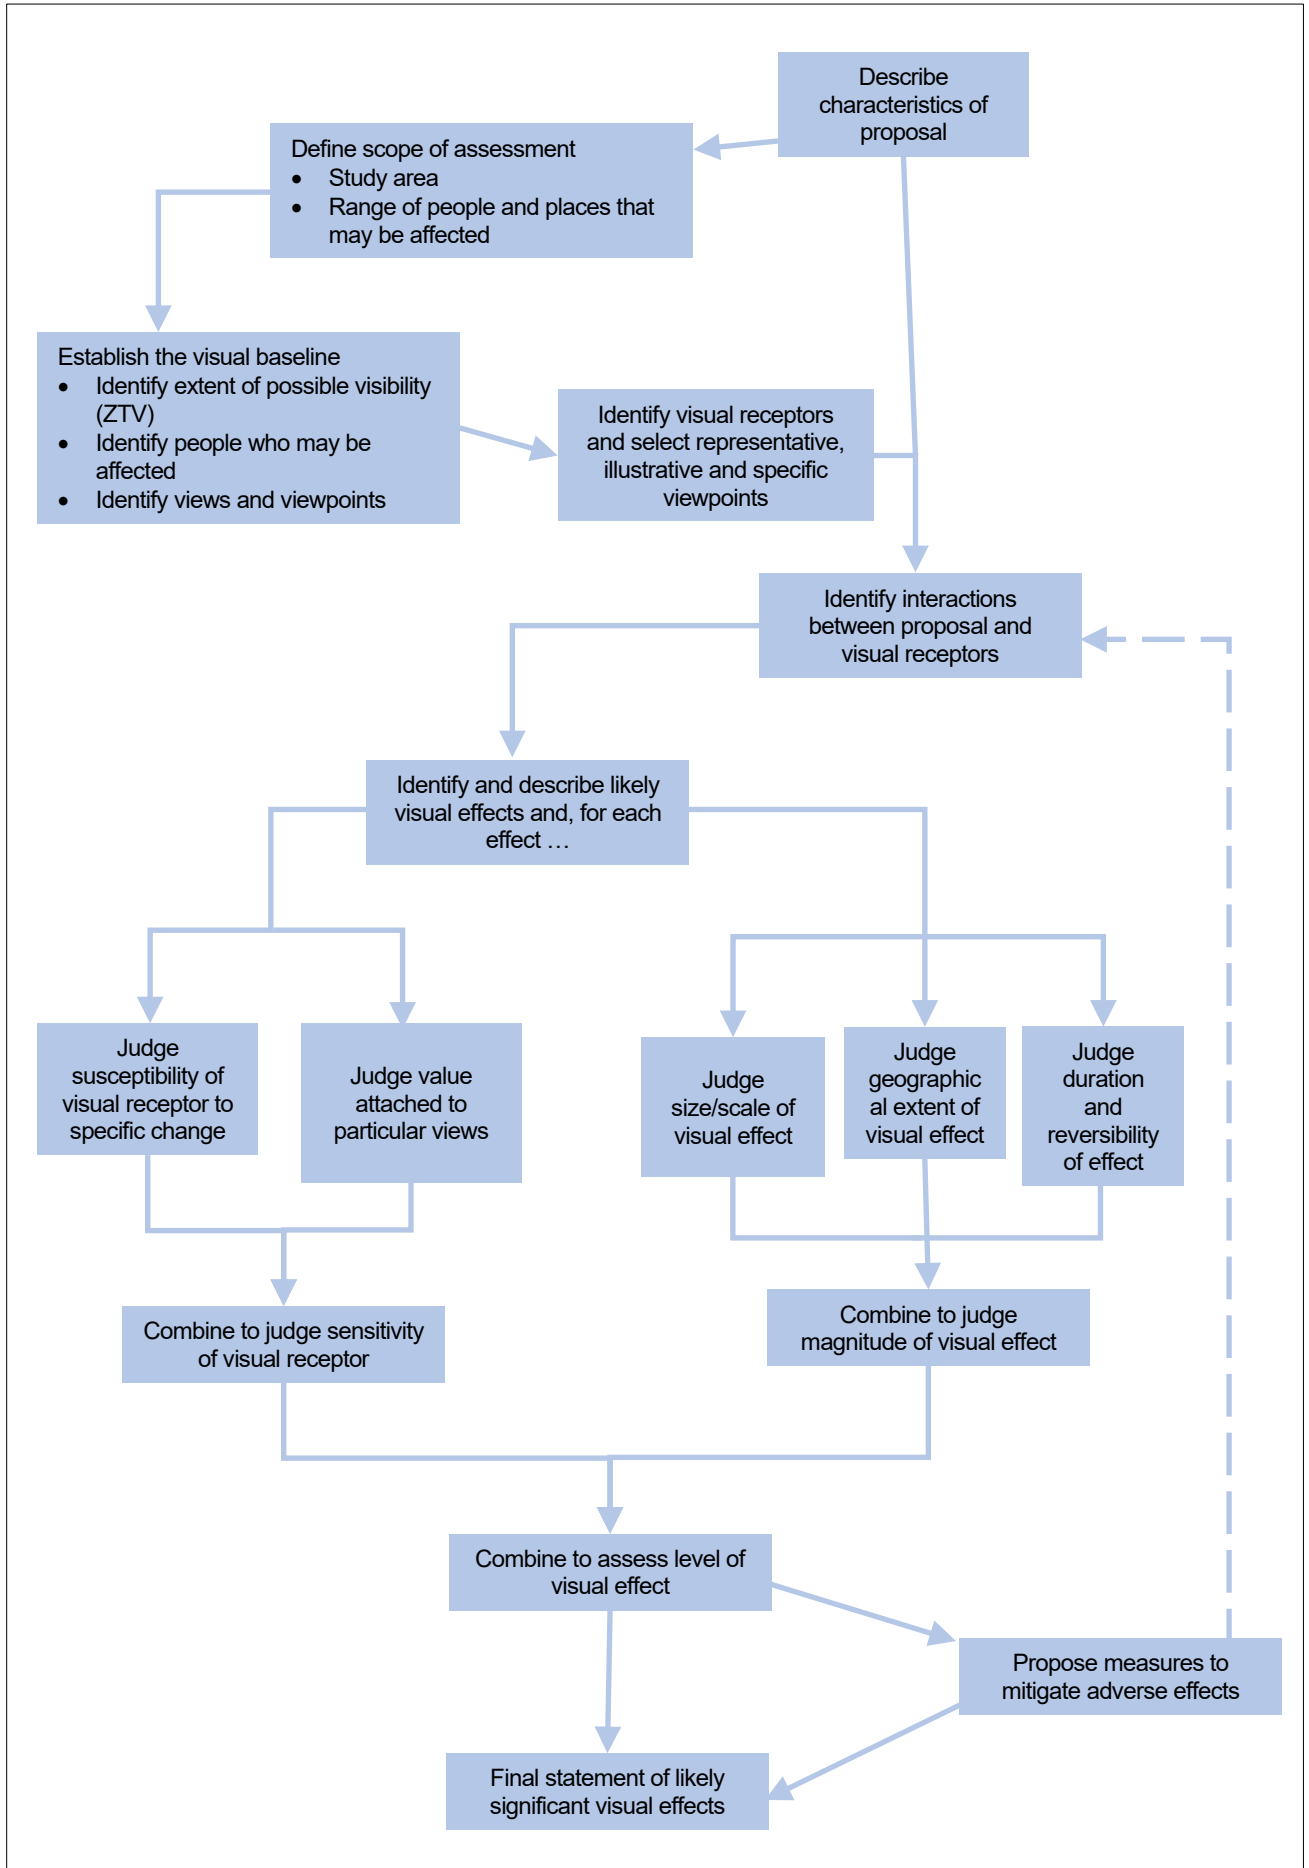 Describe
characteristics of
proposal
Define scope of assessment
• Study area
• Range of people and places that
may be affected
Establish the visual baseline
• Identify extent of possible visibility
(ZTV)
• Identify people who may be
affected
• Identify views and viewpoints
Identify visual receptors
and select representative,
illustrative and specific
viewpoints
Identify interactions
between proposal and
visual receptors
Identify and describe likely
visual effects and, for each
effect …
Judge
susceptibility of
visual receptor to
specific change
Judge value
attached to
particular views
Judge
size/scale of
visual effect
Judge
geographic
al extent of
visual effect
Judge
duration
and
reversibility
of effect
Combine to judge sensitivity
of visual receptor
Combine to judge
magnitude of visual effect
Combine to assess level of
visual effect
Propose measures to
mitigate adverse effects
Final statement of likely
significant visual effects